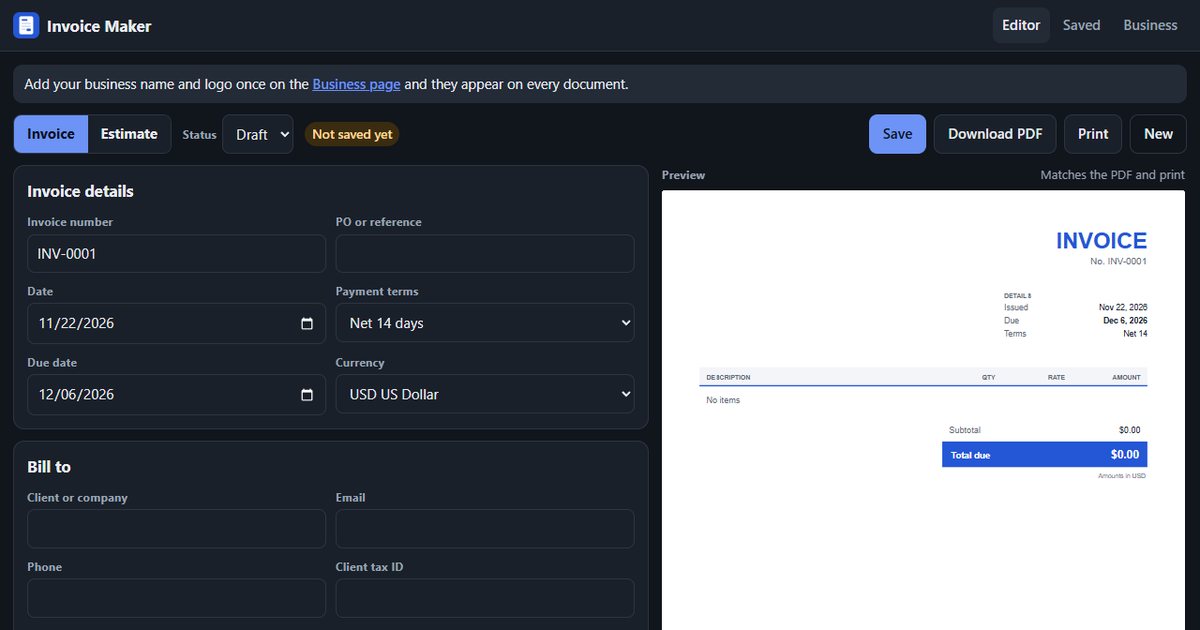 Invoice Maker
Editor Saved Business
Add your business name and logo once on the Business page and they appear on every document.
Invoice Estimate Status Draft Not saved yet Save Download PDF Print New
Invoice details
Invoice number PO or reference
INV-0001
Date Payment terms
11/22/2026 Net 14 days
Due date Currency
12/06/2026 USD US Dollar
Bill to
Client or company Email
Phone Client tax ID
Preview Matches the PDF and print
INVOICE
No. INV-0001
DETAILS
Issued Nov 22, 2026
Due Dec 6, 2026
Terms Net 14
DESCRIPTION QTY RATE AMOUNT
No items
Subtotal $0.00
Total due $0.00
Amounts in USD